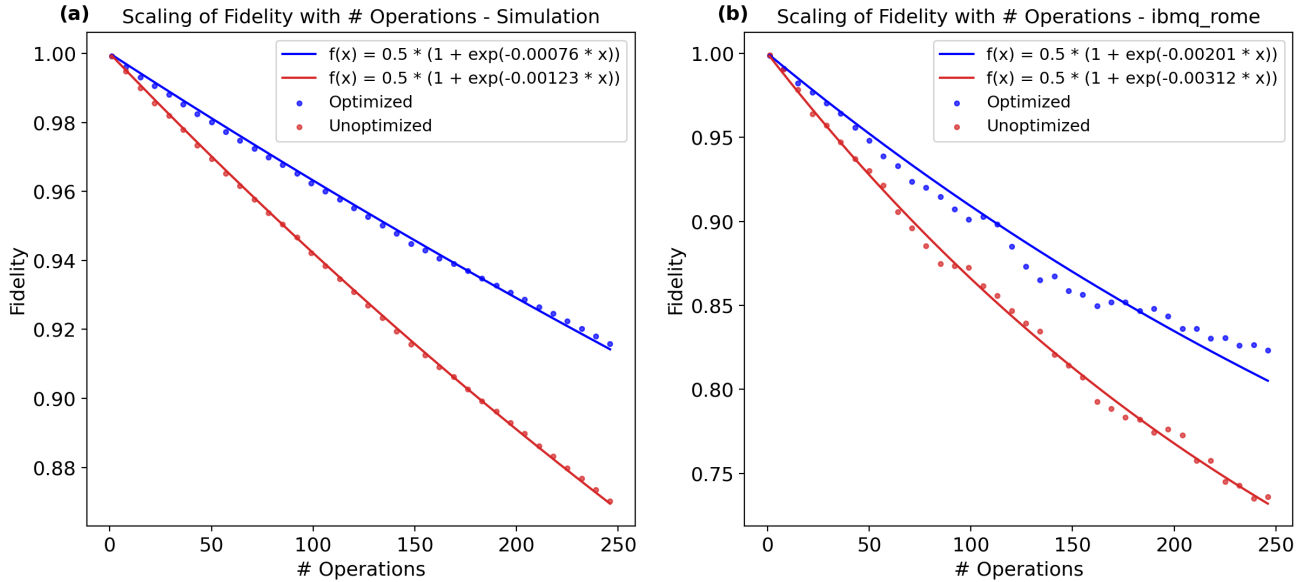 (a) Scaling of Fidelity with # Operations - Simulation
f(x) = 0.5 * (1 + exp(-0.00076 * x))
f(x) = 0.5 * (1 + exp(-0.00123 * x))
Optimized
Unoptimized
Fidelity
1.00
0.98
0.96
0.94
0.92
0.90
0.88
0 50 100 150 200 250
# Operations
(b) Scaling of Fidelity with # Operations - ibmq_rome
f(x) = 0.5 * (1 + exp(-0.00201 * x))
f(x) = 0.5 * (1 + exp(-0.00312 * x))
Optimized
Unoptimized
Fidelity
1.00
0.95
0.90
0.85
0.80
0.75
0 50 100 150 200 250
# Operations